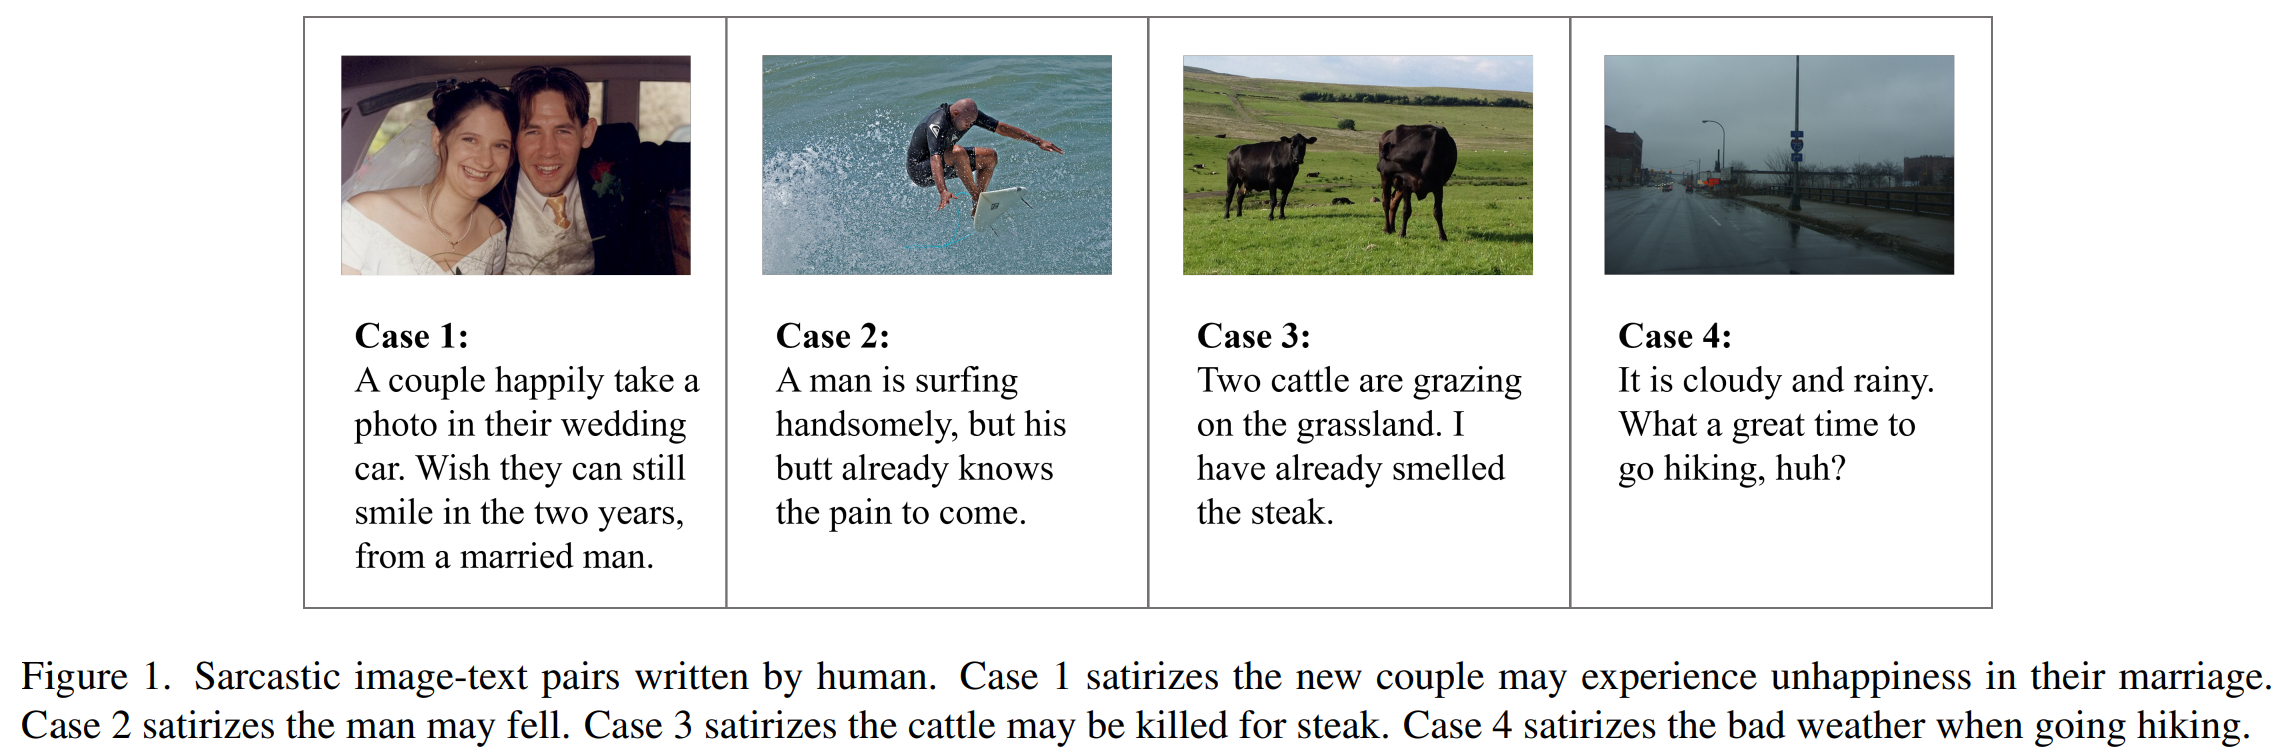 Case 1:
A couple happily take a
photo in their wedding
car. Wish they can still
smile in the two years,
from a married man.
Case 2:
A man is surfing
handsomely, but his
butt already knows
the pain to come.
Case 3:
Two cattle are grazing
on the grassland. I
have already smelled
the steak.
Case 4:
It is cloudy and rainy.
What a great time to
go hiking, huh?
Figure 1. Sarcastic image-text pairs written by human. Case 1 satirizes the new couple may experience unhappiness in their marriage.
Case 2 satirizes the man may fell. Case 3 satirizes the cattle may be killed for steak. Case 4 satirizes the bad weather when going hiking.